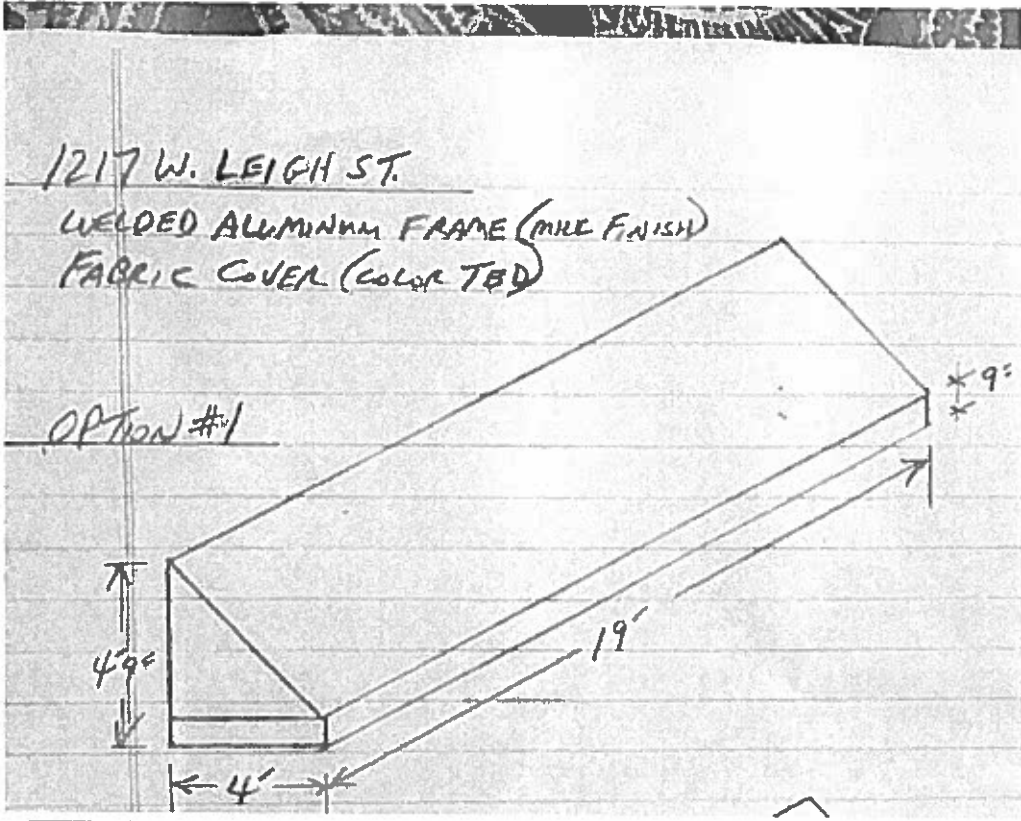 1217 W. LEIGH ST.
WELDED ALUMINUM FRAME (MILL FINISH)
FABRIC COVER (COLOR TBD)
OPTION #1
9"
19'
4'9"
4'